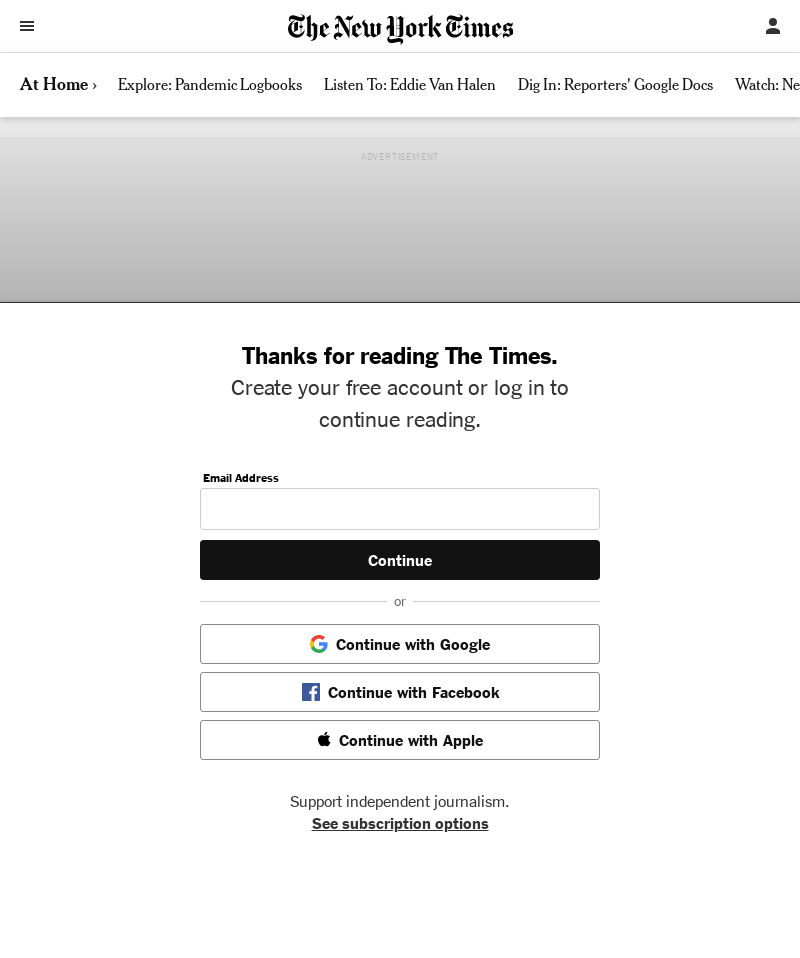 The New York Times
At Home ›
Explore: Pandemic Logbooks
Listen To: Eddie Van Halen
Dig In: Reporters' Google Docs
Watch: Ne
ADVERTISEMENT
Thanks for reading The Times.
Create your free account or log in to
continue reading.
Email Address
Continue
or
Continue with Google
Continue with Facebook
Continue with Apple
Support independent journalism.
See subscription options